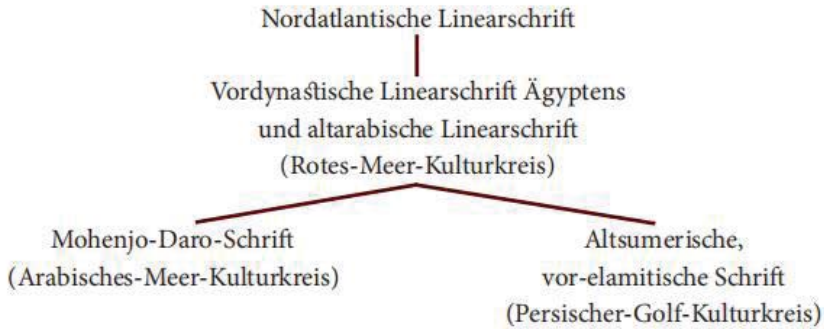 Nordatlantische Linearschrift
Vordynastische Linearschrift Ägyptens
und altarabische Linearschrift
(Rotes-Meer-Kulturkreis)
Mohenjo-Daro-Schrift
(Arabisches-Meer-Kulturkreis)
Altsumerische,
vor-elamitische Schrift
(Persischer-Golf-Kulturkreis)